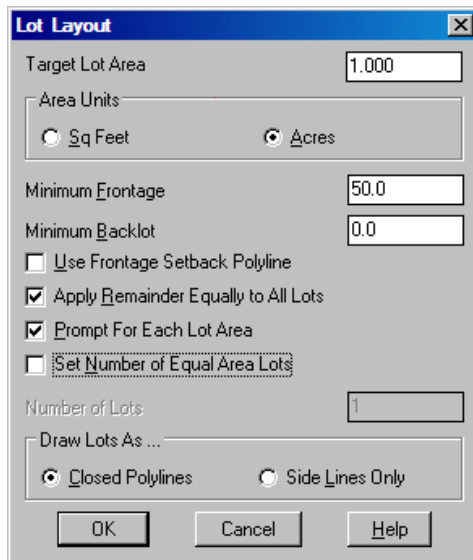 Lot Layout
Target Lot Area 1.000
Area Units
Sq Feet Acres
Minimum Frontage 50.0
Minimum Backlot 0.0
Use Frontage Setback Polyline
Apply Remainder Equally to All Lots
Prompt For Each Lot Area
Set Number of Equal Area Lots
Number of Lots 1
Draw Lots As ...
Closed Polylines Side Lines Only
OK Cancel Help